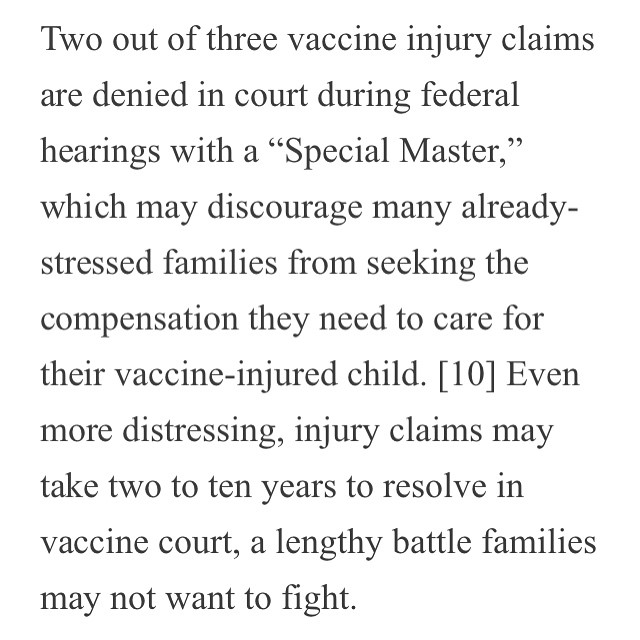 Two out of three vaccine injury claims
are denied in court during federal
hearings with a “Special Master,”
which may discourage many already-
stressed families from seeking the
compensation they need to care for
their vaccine-injured child. [10] Even
more distressing, injury claims may
take two to ten years to resolve in
vaccine court, a lengthy battle families
may not want to fight.